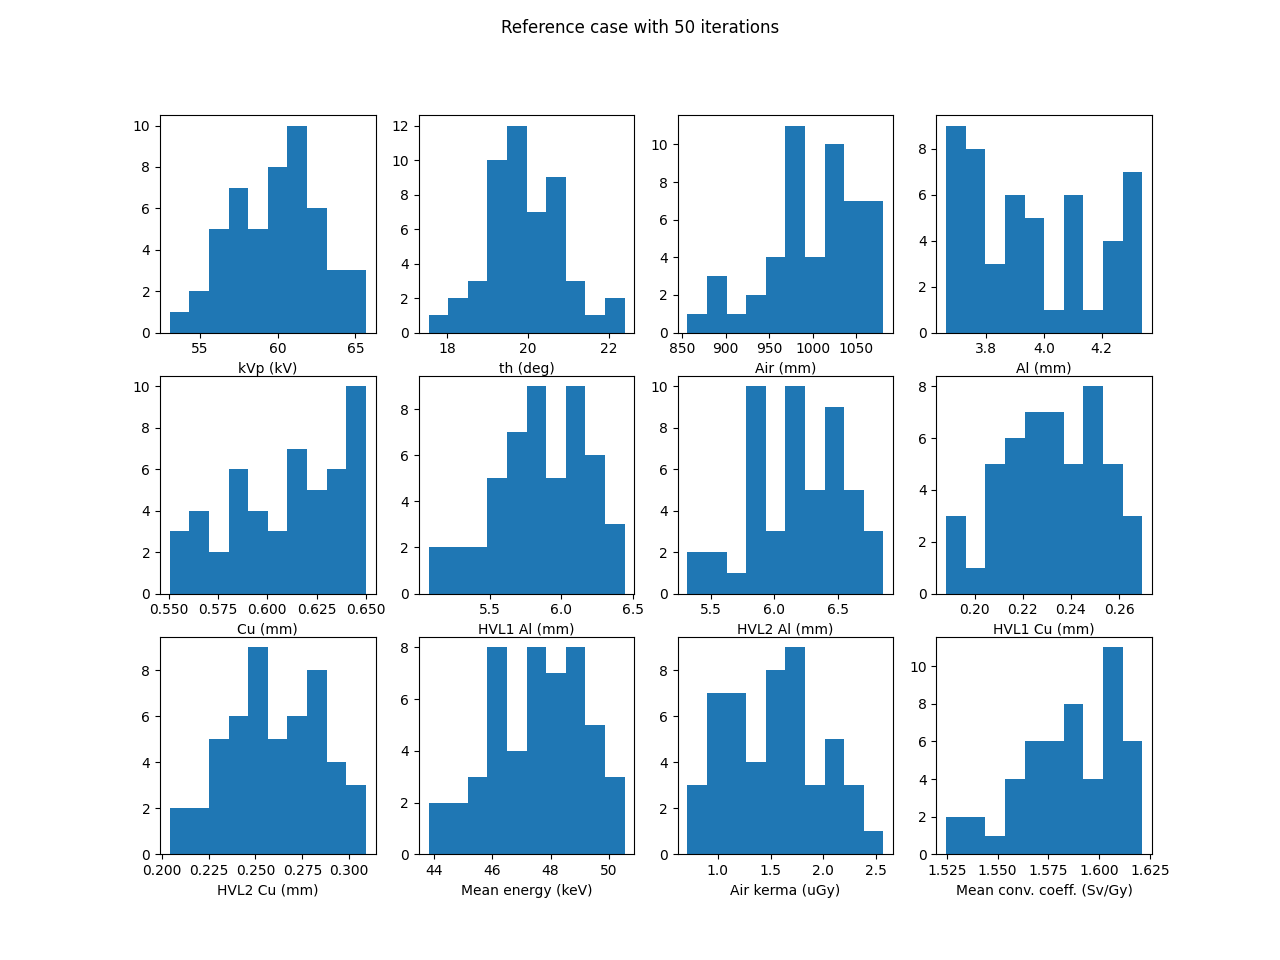 Reference case with 50 iterations
10
8
6
4
2
0
55 60 65
kVp (kV)
12
10
8
6
4
2
0
18 20 22
th (deg)
10
8
6
4
2
0
850 900 950 1000 1050
Air (mm)
8
6
4
2
0
3.8 4.0 4.2
Al (mm)
10
8
6
4
2
0
0.550 0.575 0.600 0.625 0.650
Cu (mm)
8
6
4
2
0
5.5 6.0 6.5
HVL1 Al (mm)
10
8
6
4
2
0
5.5 6.0 6.5
HVL2 Al (mm)
8
6
4
2
0
0.20 0.22 0.24 0.26
HVL1 Cu (mm)
8
6
4
2
0
0.200 0.225 0.250 0.275 0.300
HVL2 Cu (mm)
8
6
4
2
0
44 46 48 50
Mean energy (keV)
8
6
4
2
0
1.0 1.5 2.0 2.5
Air kerma (uGy)
10
8
6
4
2
0
1.525 1.550 1.575 1.600 1.625
Mean conv. coeff. (Sv/Gy)